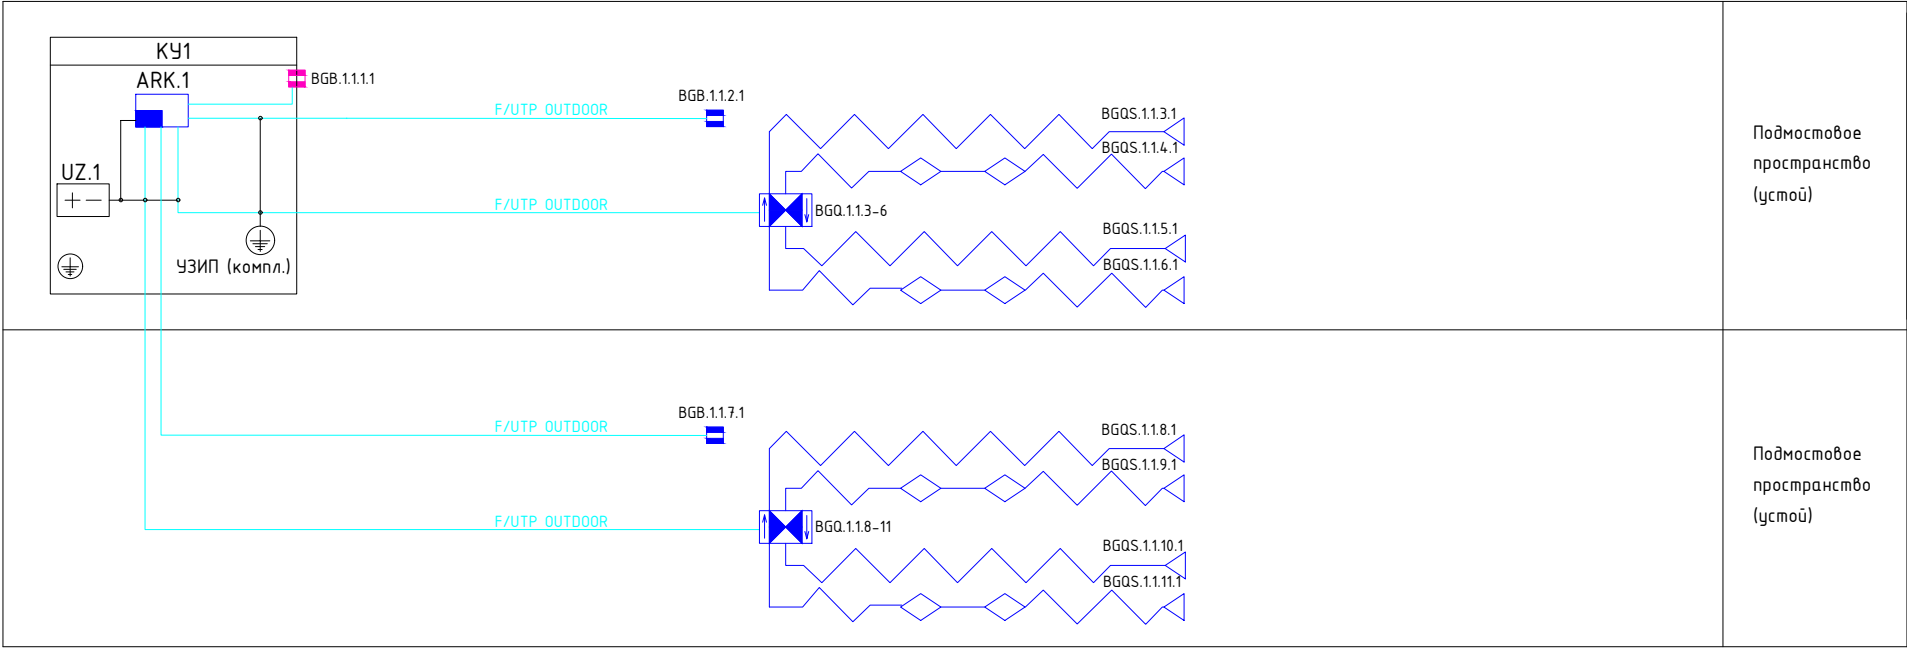 КУ1
ARK.1
BGB.1.1.1.1
UZ.1
УЗИП (компл.)
F/UTP OUTDOOR
BGB.1.1.2.1
F/UTP OUTDOOR
BGQ.1.1.3-6
BGQS.1.1.3.1
BGQS.1.1.4.1
BGQS.1.1.5.1
BGQS.1.1.6.1
Подмостовое
пространство
(устой)
F/UTP OUTDOOR
BGB.1.1.7.1
F/UTP OUTDOOR
BGQ.1.1.8-11
BGQS.1.1.8.1
BGQS.1.1.9.1
BGQS.1.1.10.1
BGQS.1.1.11.1
Подмостовое
пространство
(устой)